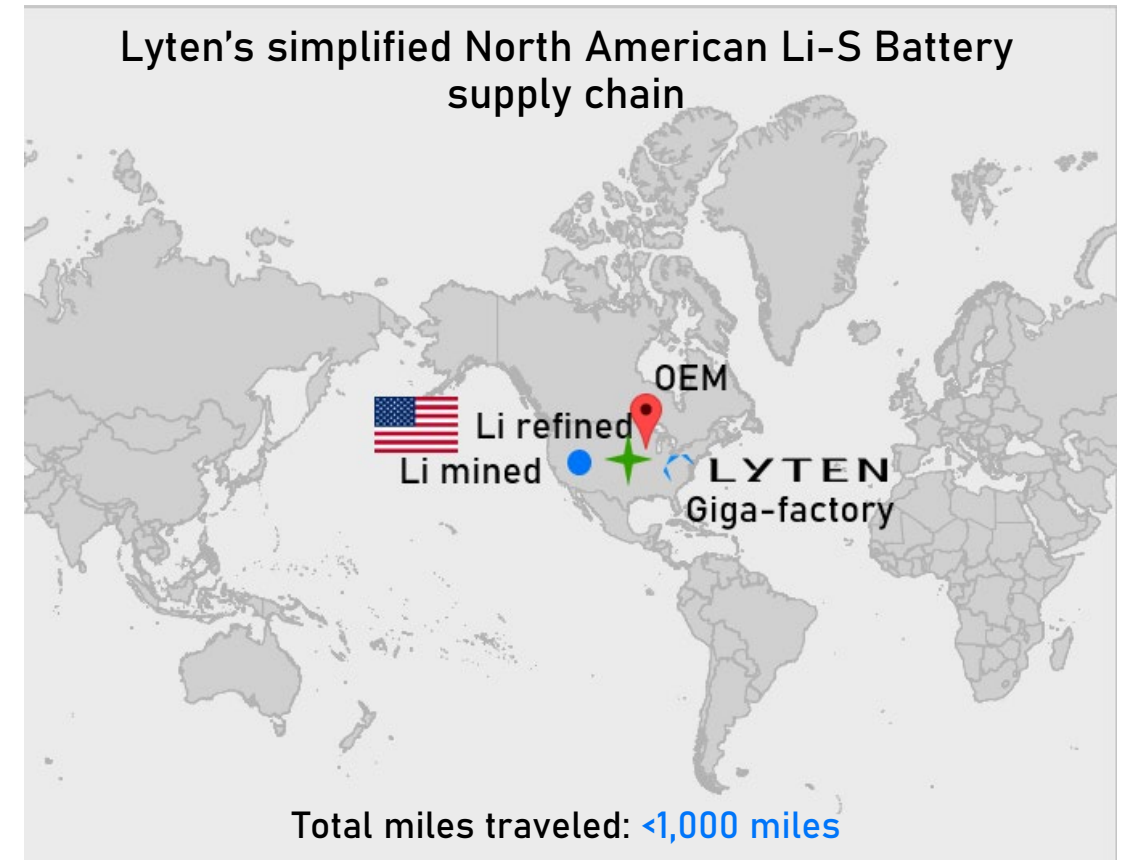 Lyten's simplified North American Li-S Battery
supply chain
OEM
Li refined
Li mined
LYTEN
Giga-factory
Total miles traveled: <1,000 miles